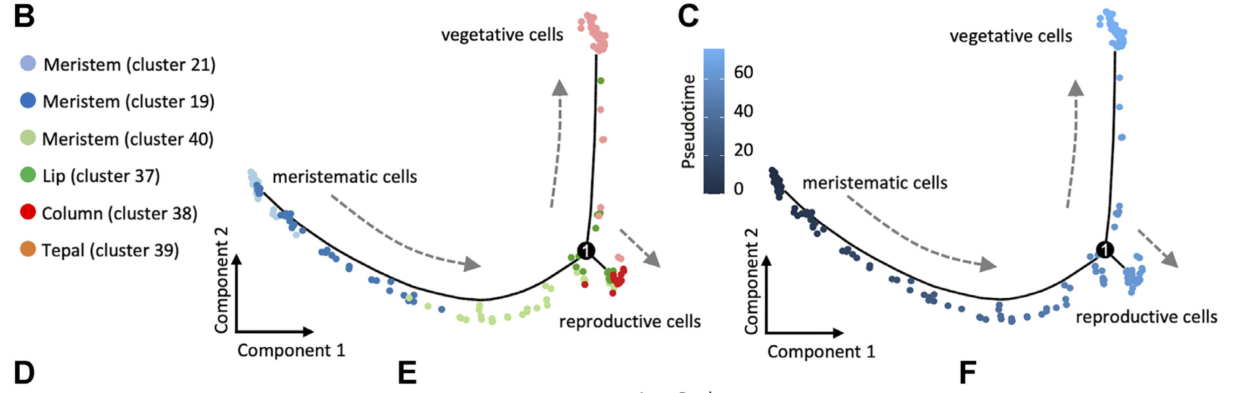 B
Meristem (cluster 21)
Meristem (cluster 19)
Meristem (cluster 40)
Lip (cluster 37)
Column (cluster 38)
Tepal (cluster 39)
vegetative cells
meristematic cells
1
reproductive cells
Component 2
Component 1
C
Pseudotime
60
40
20
0
vegetative cells
meristematic cells
1
reproductive cells
Component 2
Component 1
D
E
F